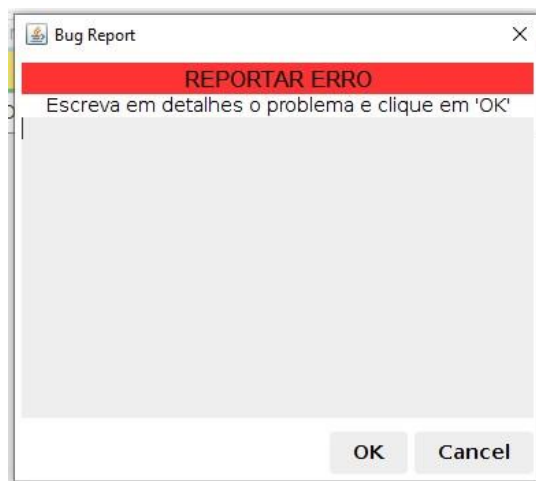 Bug Report
REPORTAR ERRO
Escreva em detalhes o problema e clique em 'OK'
OK
Cancel